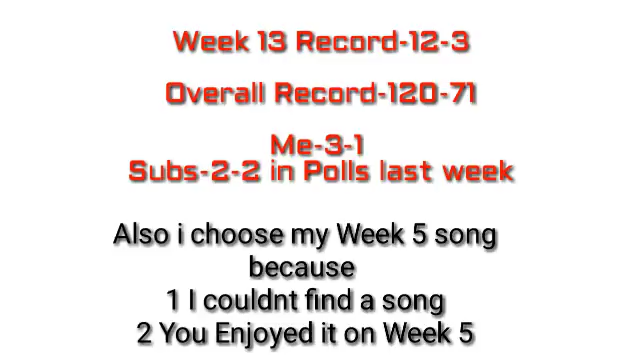 Week 13 Record-12-3
Overall Record-120-71
Me-3-1
Subs-2-2 in Polls last week
Also i choose my Week 5 song
because
1 I couldnt find a song
2 You Enjoyed it on Week 5